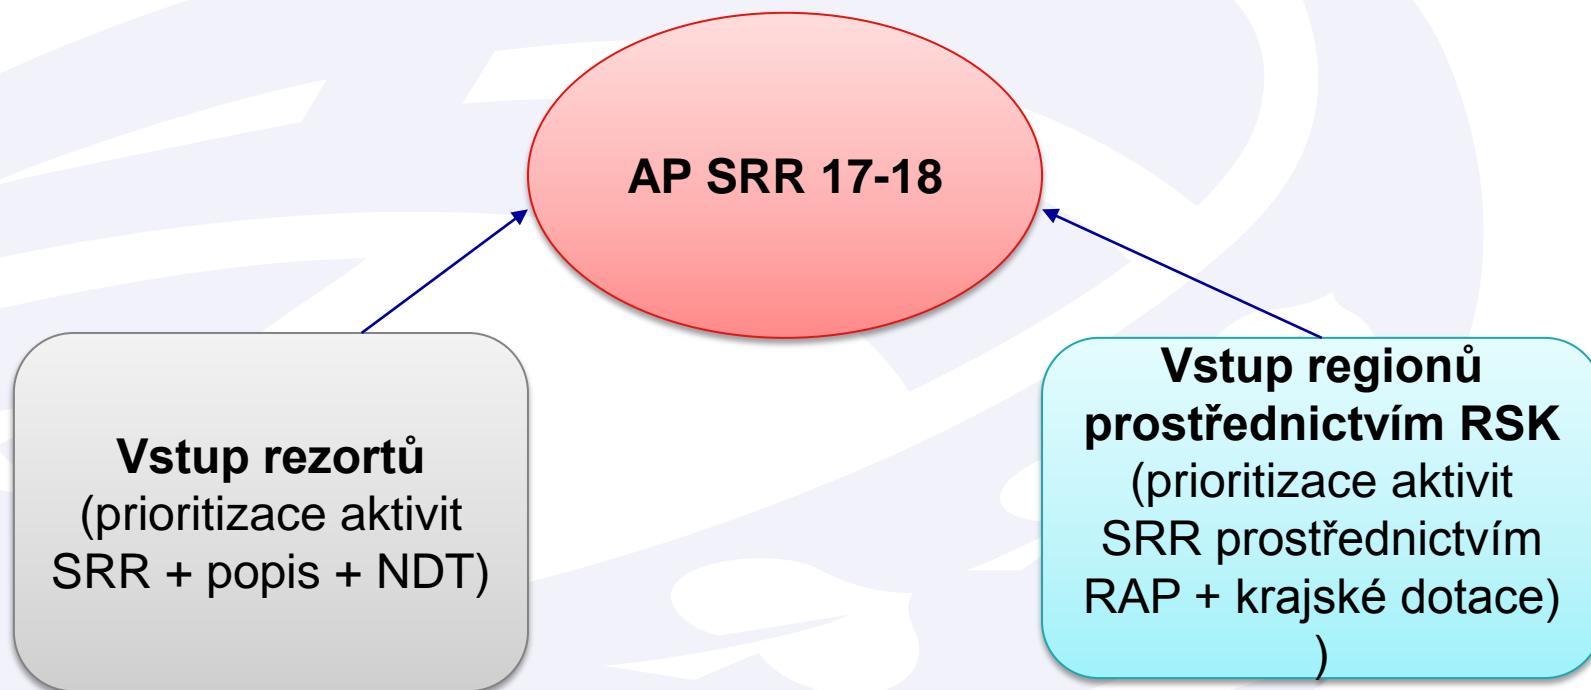 AP SRR 17-18
Vstup rezortů
(prioritizace aktivit
SRR + popis + NDT)
Vstup regionů
prostřednictvím RSK
(prioritizace aktivit
SRR prostřednictvím
RAP + krajské dotace)
)